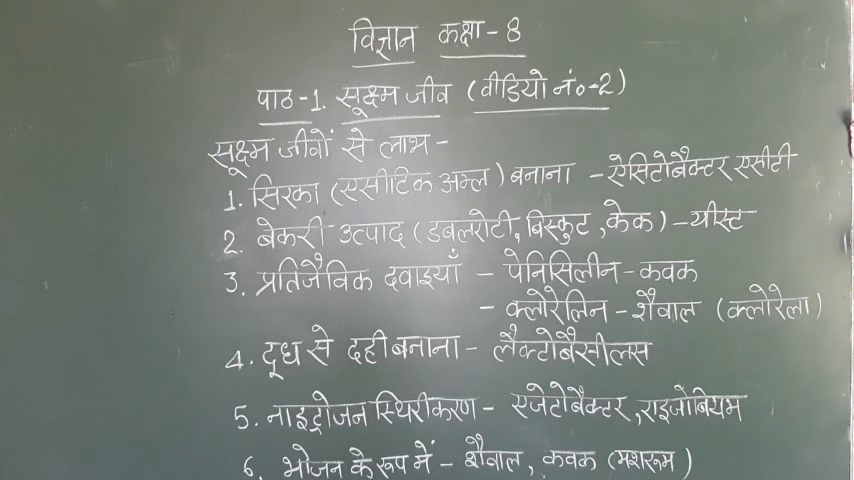 विज्ञान कक्षा - 8
पाठ -1. सूक्ष्म जीव (वीडियो नं०-2)
सूक्ष्म जीवों से लाभ -
1. सिरका (एसीटिक अम्ल) बनाना - ऐसिटोबैक्टर एसीटी
2. बेकरी उत्पाद (डबलरोटी, बिस्कुट, केक) - यीस्ट
3. प्रतिजैविक दवाइयाँ - पेनिसिलीन - कवक
- क्लोरेलिन - शैवाल (क्लोरेला)
4. दूध से दही बनाना - लैक्टोबैसीलस
5. नाइट्रोजन स्थिरीकरण - एजेटोबैक्टर, राइजोबियम
6. भोजन के रूप में - शैवाल, कवक (मशरूम)